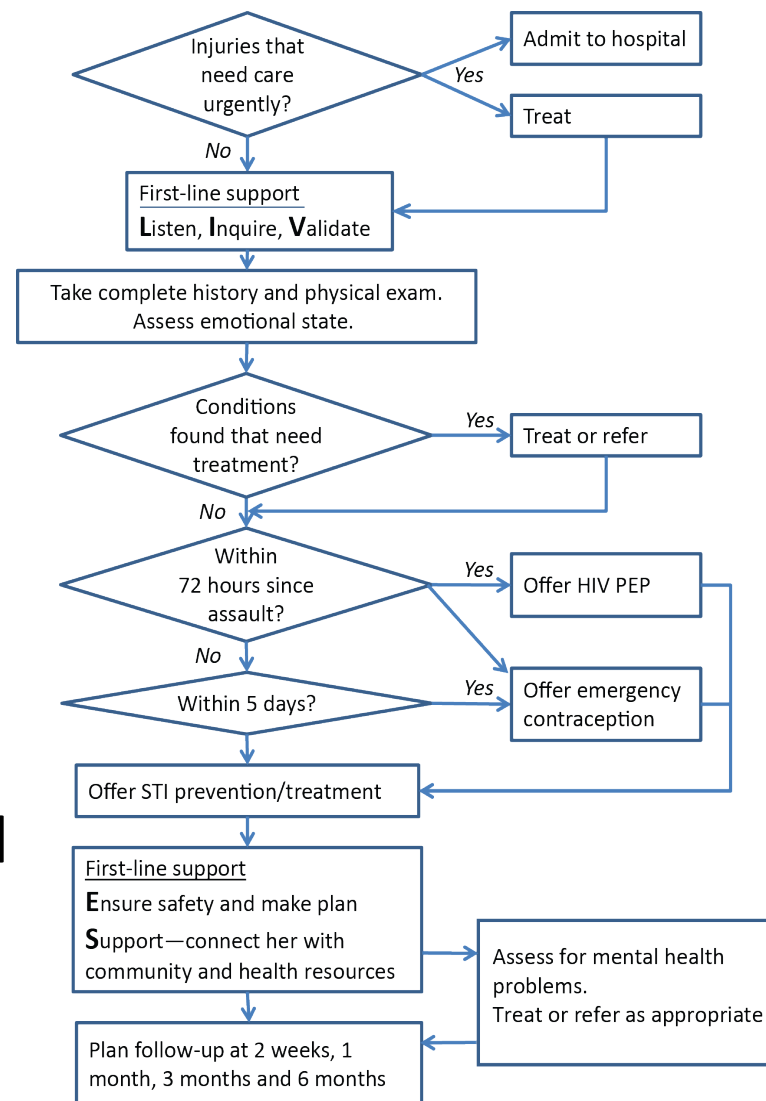 Injuries that
need care
urgently?
Yes
Admit to hospital
Treat
No
First-line support
Listen, Inquire, Validate
Take complete history and physical exam.
Assess emotional state.
Conditions
found that need
treatment?
Yes
Treat or refer
No
Within
72 hours since
assault?
Yes
Offer HIV PEP
No
Within 5 days?
Yes
Offer emergency
contraception
Offer STI prevention/treatment
First-line support
Ensure safety and make plan
Support—connect her with
community and health resources
Assess for mental health
problems.
Treat or refer as appropriate
Plan follow-up at 2 weeks, 1
month, 3 months and 6 months